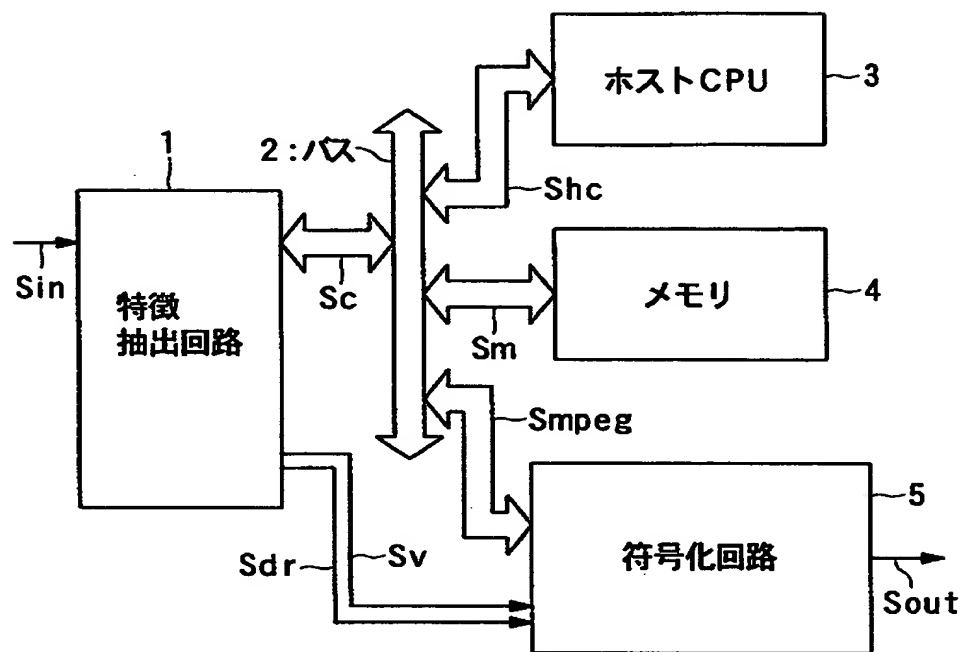 ホストCPU
3
1
2:バス
Shc
Sin
Sc
特徴
抽出回路
メモリ
4
Sm
Smpeg
5
Sdr
Sv
符号化回路
Sout